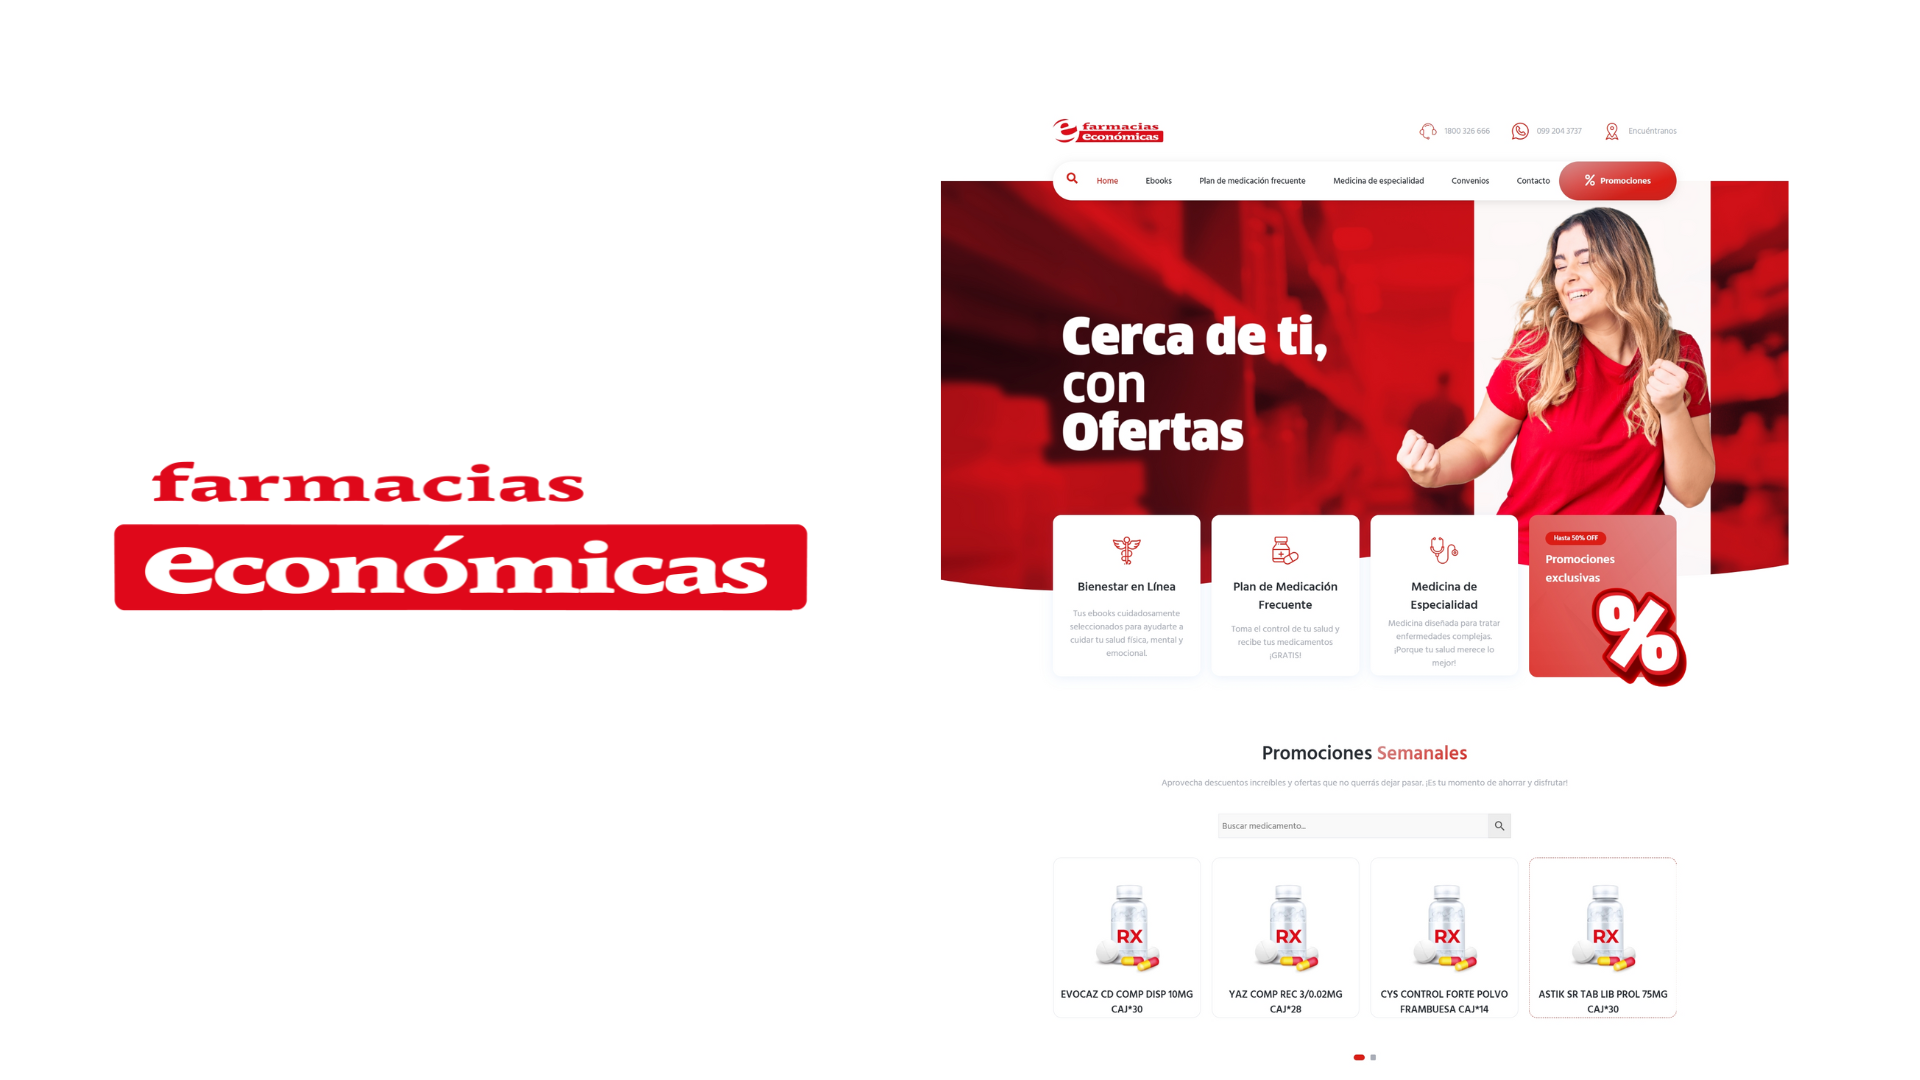 farmacias
económicas
farmacias
económicas
1800 326 666
099 204 3737
Encuéntranos
Home
Ebooks
Plan de medicación frecuente
Medicina de especialidad
Convenios
Contacto
% Promociones
Cerca de ti,
con
Ofertas
Bienestar en Línea
Tus ebooks cuidadosamente
seleccionados para ayudarte a
cuidar tu salud física, mental y
emocional.
Plan de Medicación
Frecuente
Toma el control de tu salud y
recibe tus medicamentos
¡GRATIS!
Medicina de
Especialidad
Medicina diseñada para tratar
enfermedades complejas.
¡Porque tu salud merece lo
mejor!
Hasta 50% OFF
Promociones
exclusivas
%
Promociones Semanales
Aprovecha descuentos increíbles y ofertas que no querrás dejar pasar. ¡Es tu momento de ahorrar y disfrutar!
Buscar medicamento...
RX
EVOCAZ CD COMP DISP 10MG
CAJ*30
RX
YAZ COMP REC 3/0.02MG
CAJ*28
RX
CYS CONTROL FORTE POLVO
FRAMBUESA CAJ*14
RX
ASTIK SR TAB LIB PROL 75MG
CAJ*30